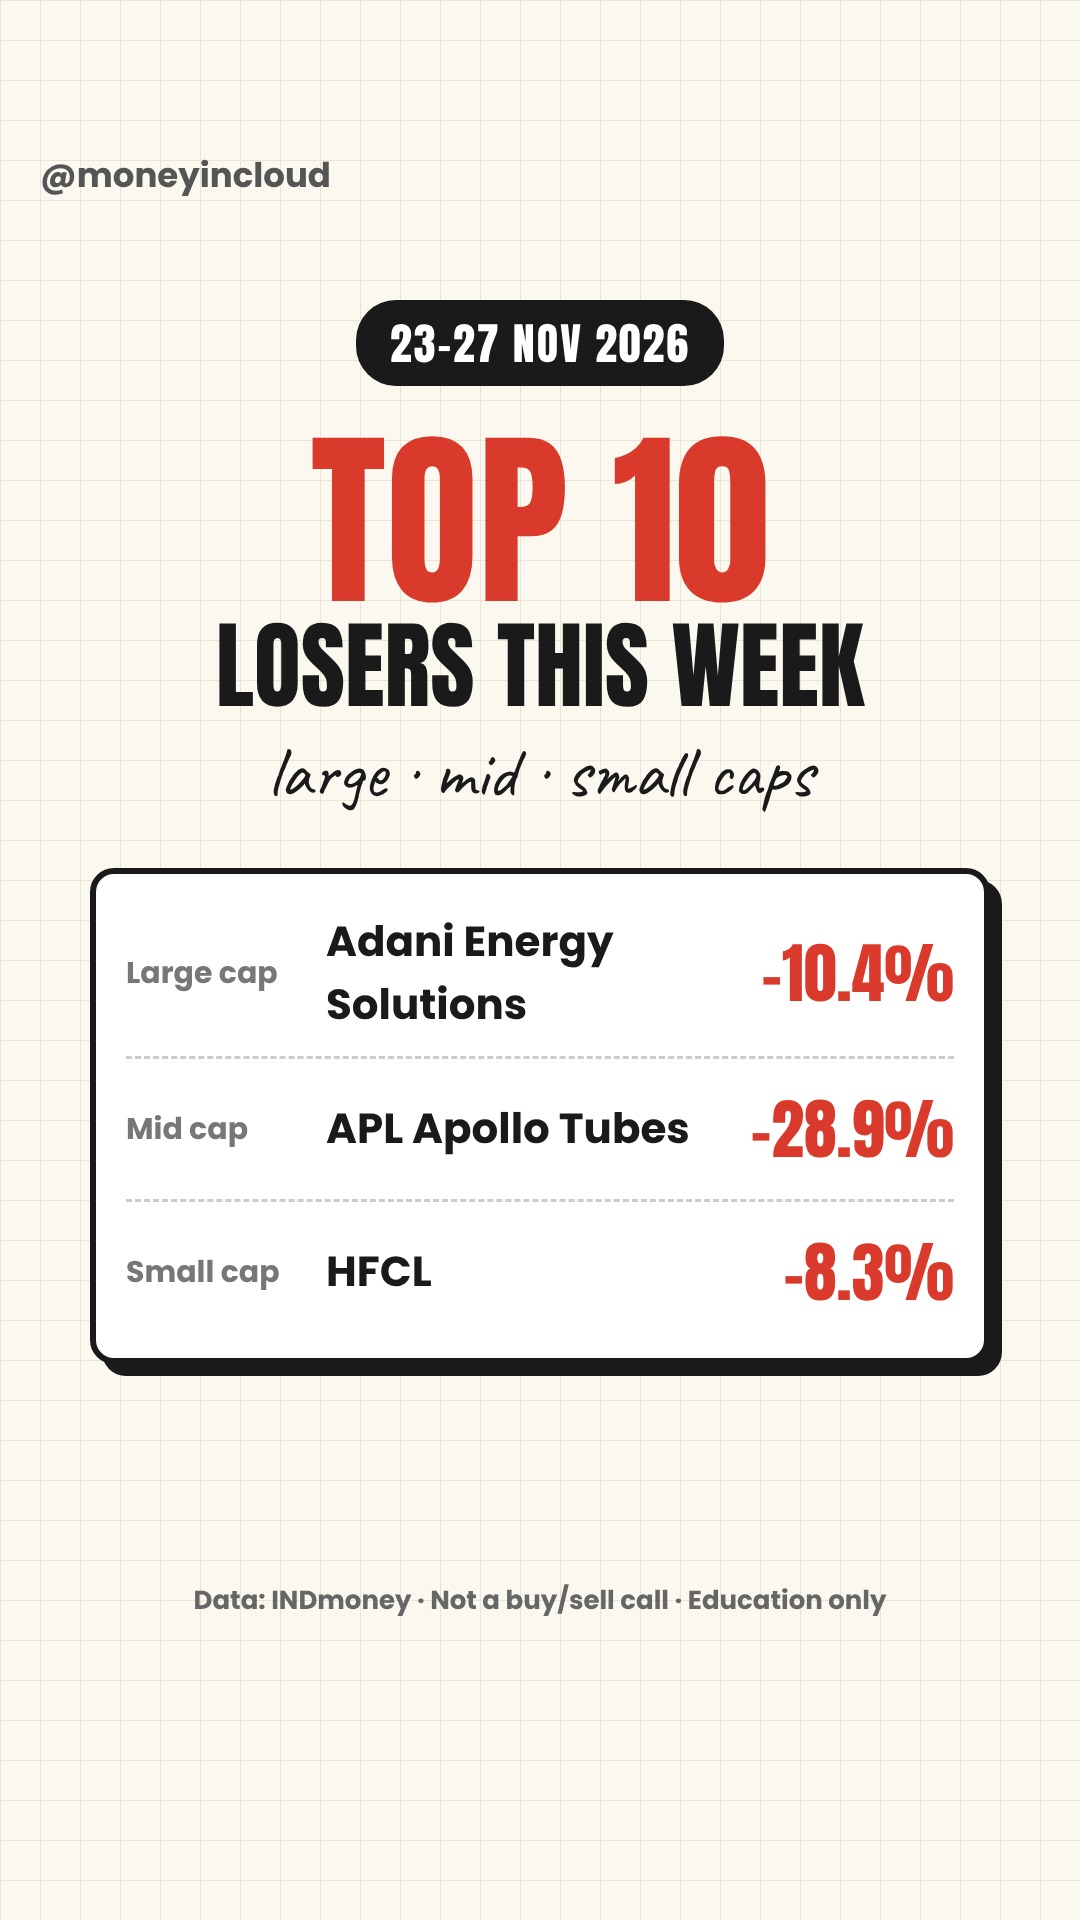 @moneyincloud
23-27 NOV 2026
TOP 10
LOSERS THIS WEEK
large · mid · small caps
Large cap
Adani Energy
Solutions
-10.4%
Mid cap
APL Apollo Tubes
-28.9%
Small cap
HFCL
-8.3%
Data: INDmoney · Not a buy/sell call · Education only